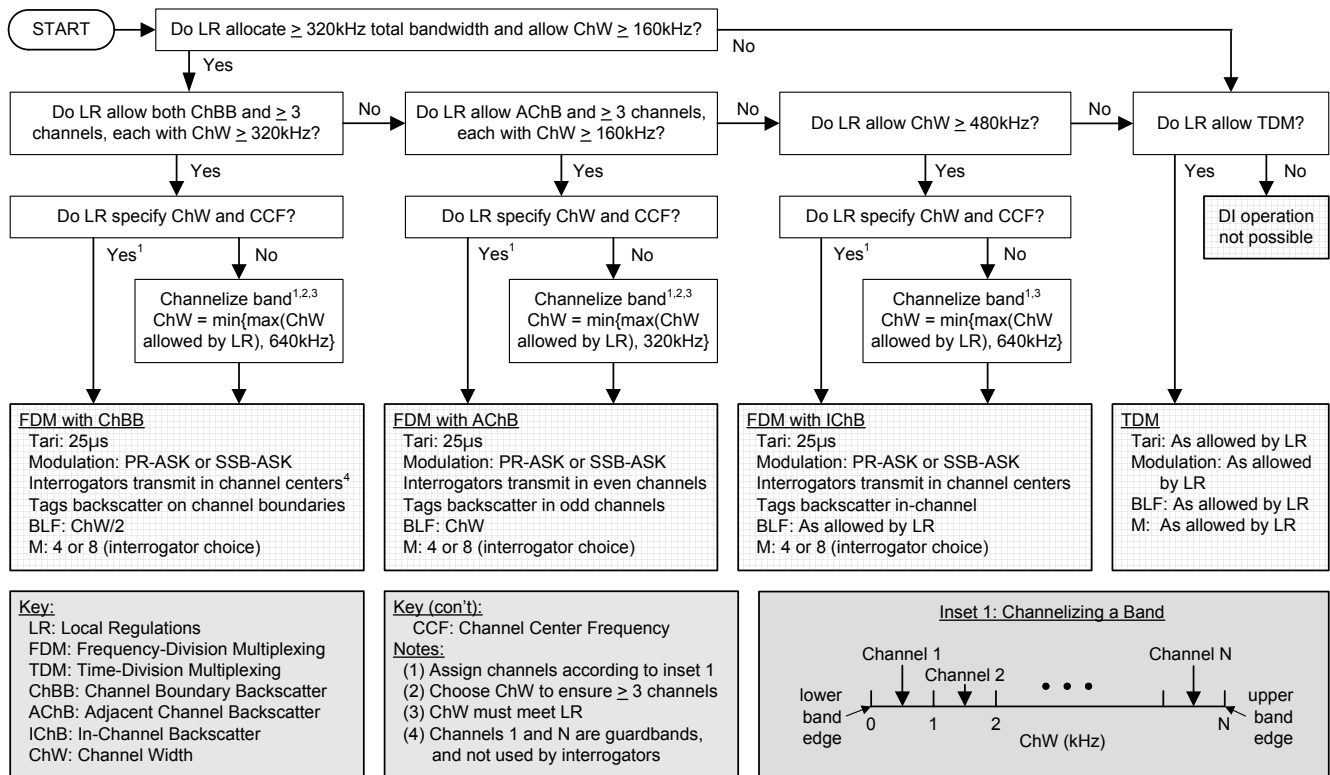 START
Do LR allocate ≥ 320kHz total bandwidth and allow ChW ≥ 160kHz?
No
Yes
Do LR allow both ChBB and ≥ 3
channels, each with ChW ≥ 320kHz?
No
Do LR allow AChB and ≥ 3 channels,
each with ChW ≥ 160kHz?
No
Do LR allow ChW ≥ 480kHz?
No
Do LR allow TDM?
Yes
Yes
Yes
Yes
No
Do LR specify ChW and CCF?
Do LR specify ChW and CCF?
Do LR specify ChW and CCF?
DI operation
not possible
Yes¹
No
Yes¹
No
Yes¹
No
Channelize band¹,²,³
ChW = min{max(ChW
allowed by LR), 640kHz}
Channelize band¹,²,³
ChW = min{max(ChW
allowed by LR), 320kHz}
Channelize band¹,³
ChW = min{max(ChW
allowed by LR), 640kHz}
FDM with ChBB
Tari: 25µs
Modulation: PR-ASK or SSB-ASK
Interrogators transmit in channel centers⁴
Tags backscatter on channel boundaries
BLF: ChW/2
M: 4 or 8 (interrogator choice)
FDM with AChB
Tari: 25µs
Modulation: PR-ASK or SSB-ASK
Interrogators transmit in even channels
Tags backscatter in odd channels
BLF: ChW
M: 4 or 8 (interrogator choice)
FDM with IChB
Tari: 25µs
Modulation: PR-ASK or SSB-ASK
Interrogators transmit in channel centers
Tags backscatter in-channel
BLF: As allowed by LR
M: 4 or 8 (interrogator choice)
TDM
Tari: As allowed by LR
Modulation: As allowed
by LR
BLF: As allowed by LR
M: As allowed by LR
Key:
LR: Local Regulations
FDM: Frequency-Division Multiplexing
TDM: Time-Division Multiplexing
ChBB: Channel Boundary Backscatter
AChB: Adjacent Channel Backscatter
IChB: In-Channel Backscatter
ChW: Channel Width
Key (con't):
CCF: Channel Center Frequency
Notes:
(1) Assign channels according to inset 1
(2) Choose ChW to ensure ≥ 3 channels
(3) ChW must meet LR
(4) Channels 1 and N are guardbands,
and not used by interrogators
Inset 1: Channelizing a Band
Channel 1
Channel 2
Channel N
• • •
lower
band
edge
upper
band
edge
0 1 2 N
ChW (kHz)